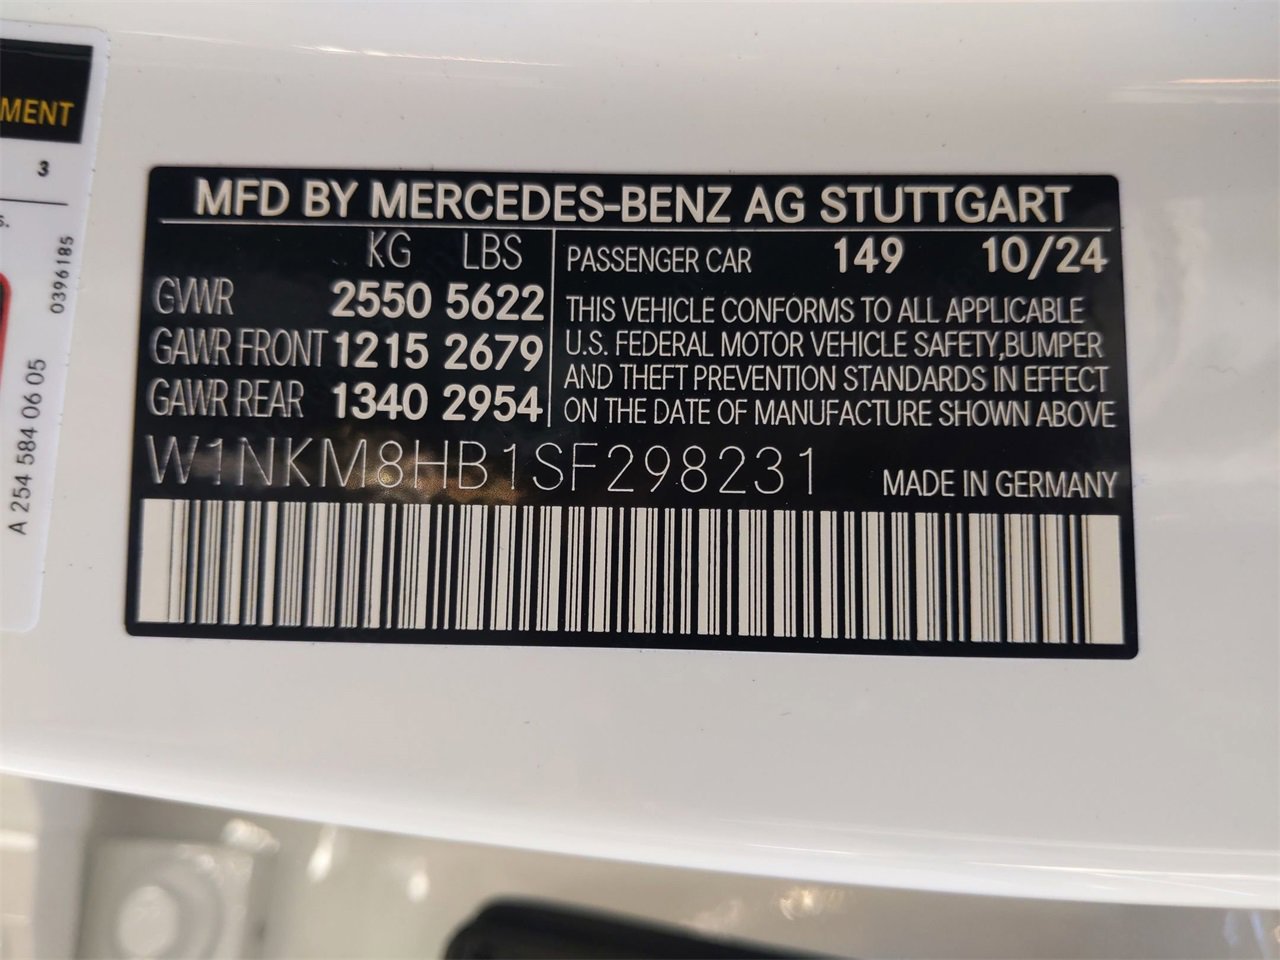 MENT
3
s.
0396185
A 254 584 06 05
MFD BY MERCEDES-BENZ AG STUTTGART
KG LBS
GVWR 2550 5622
GAWR FRONT 1215 2679
GAWR REAR 1340 2954
PASSENGER CAR 149 10/24
THIS VEHICLE CONFORMS TO ALL APPLICABLE
U.S. FEDERAL MOTOR VEHICLE SAFETY,BUMPER
AND THEFT PREVENTION STANDARDS IN EFFECT
ON THE DATE OF MANUFACTURE SHOWN ABOVE
W1NKM8HB1SF298231
MADE IN GERMANY